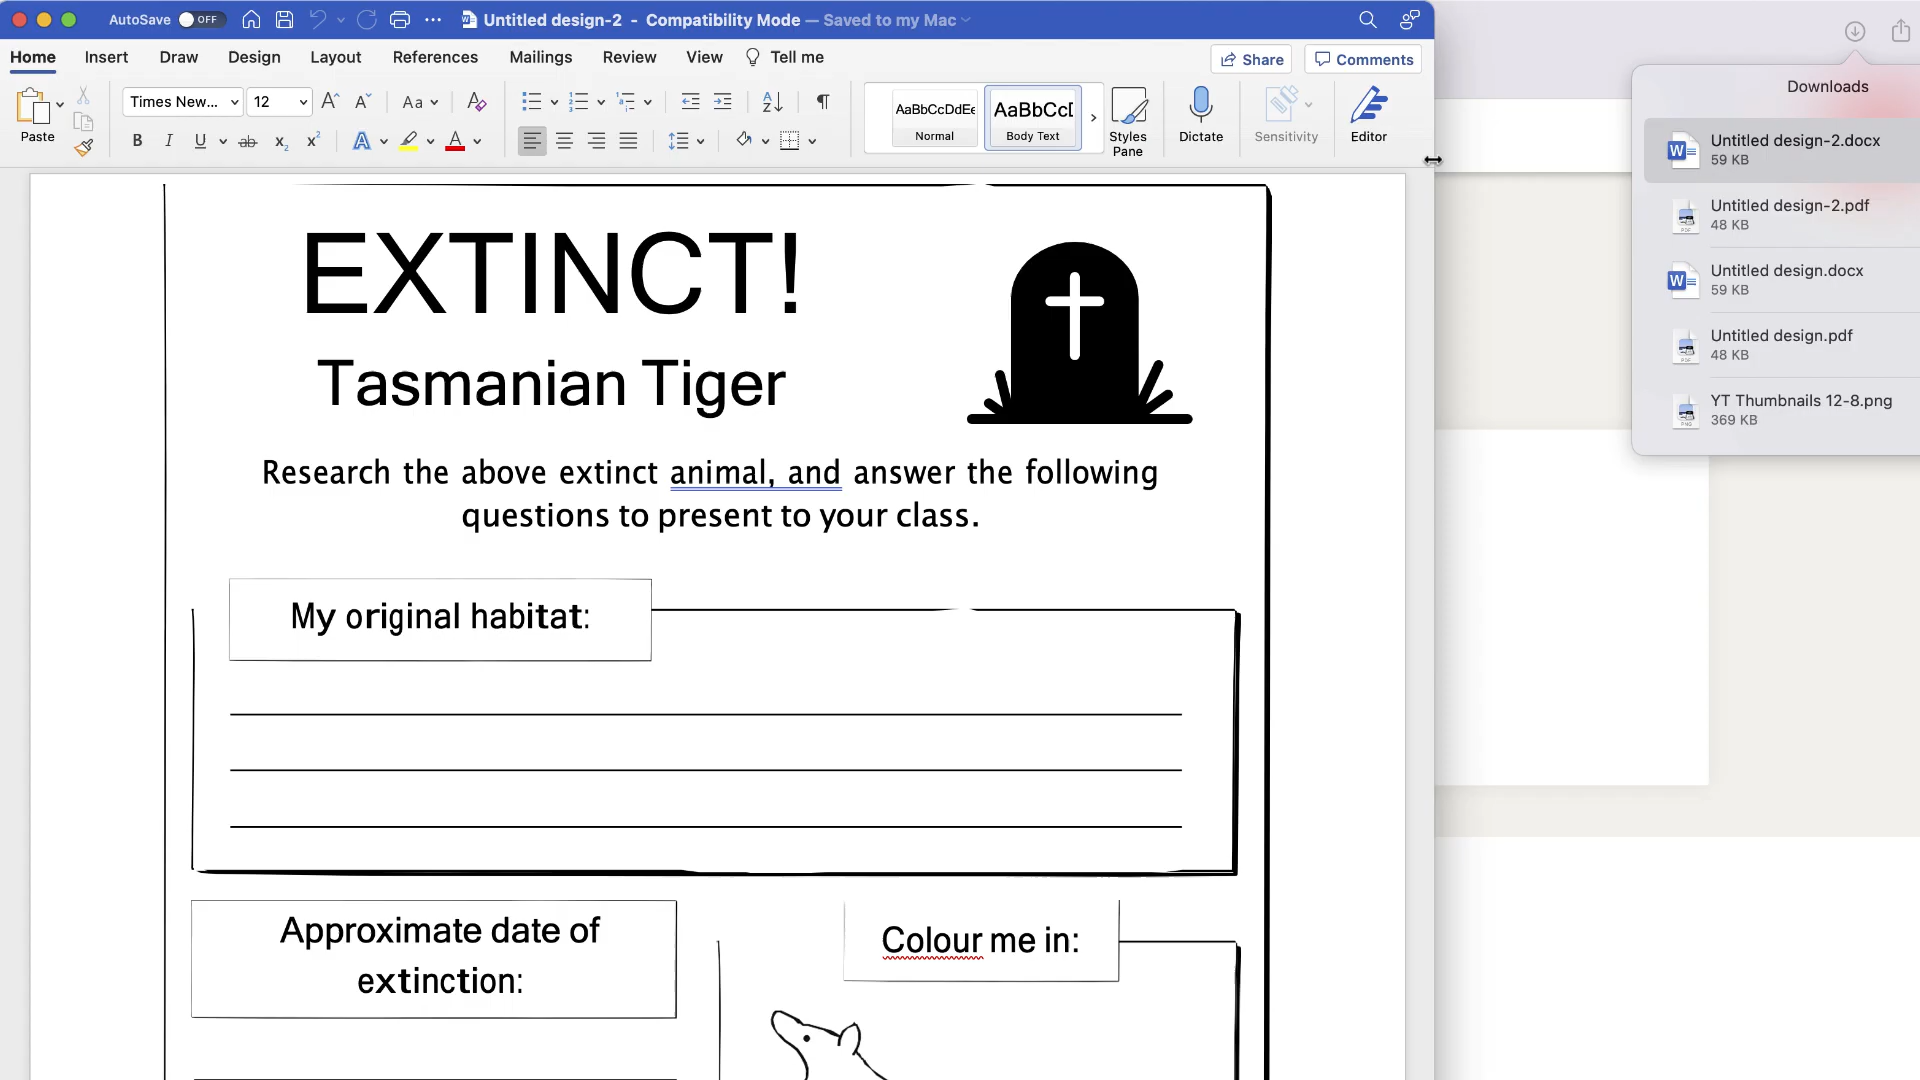 AutoSave OFF Untitled design-2 - Compatibility Mode — Saved to my Mac
Home Insert Draw Design Layout References Mailings Review View Tell me Share Comments
Paste
Times New... 12 Aa
AaBbCcDdEe
Normal
AaBbCcD
Body Text
Styles
Pane
Dictate
Sensitivity
Editor
EXTINCT!
Tasmanian Tiger
Research the above extinct animal, and answer the following
questions to present to your class.
My original habitat:
Approximate date of
extinction:
Colour me in:
Downloads
Untitled design-2.docx
59 KB
Untitled design-2.pdf
48 KB
Untitled design.docx
59 KB
Untitled design.pdf
48 KB
YT Thumbnails 12-8.png
369 KB